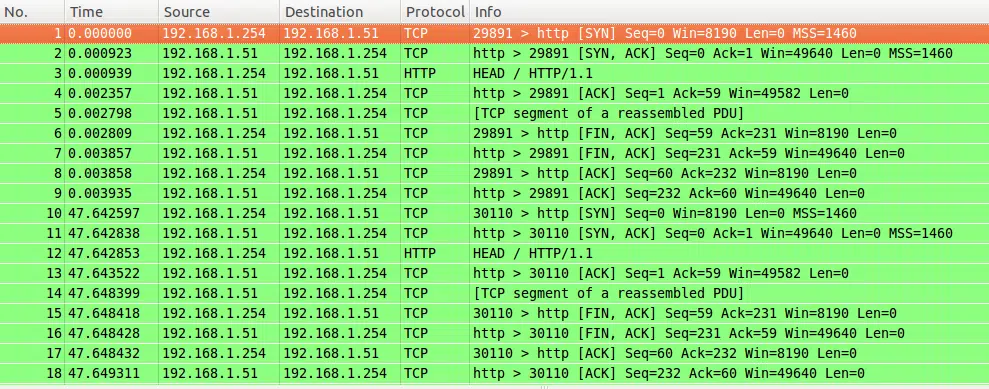 No. Time Source Destination Protocol Info
1 0.000000 192.168.1.254 192.168.1.51 TCP 29891 > http [SYN] Seq=0 Win=8190 Len=0 MSS=1460
2 0.000923 192.168.1.51 192.168.1.254 TCP http > 29891 [SYN, ACK] Seq=0 Ack=1 Win=49640 Len=0 MSS=1460
3 0.000939 192.168.1.254 192.168.1.51 HTTP HEAD / HTTP/1.1
4 0.002357 192.168.1.51 192.168.1.254 TCP http > 29891 [ACK] Seq=1 Ack=59 Win=49582 Len=0
5 0.002798 192.168.1.51 192.168.1.254 TCP [TCP segment of a reassembled PDU]
6 0.002809 192.168.1.254 192.168.1.51 TCP 29891 > http [FIN, ACK] Seq=59 Ack=231 Win=8190 Len=0
7 0.003857 192.168.1.51 192.168.1.254 TCP http > 29891 [FIN, ACK] Seq=231 Ack=59 Win=49640 Len=0
8 0.003858 192.168.1.254 192.168.1.51 TCP 29891 > http [ACK] Seq=60 Ack=232 Win=8190 Len=0
9 0.003935 192.168.1.51 192.168.1.254 TCP http > 29891 [ACK] Seq=232 Ack=60 Win=49640 Len=0
10 47.642597 192.168.1.254 192.168.1.51 TCP 30110 > http [SYN] Seq=0 Win=8190 Len=0 MSS=1460
11 47.642838 192.168.1.51 192.168.1.254 TCP http > 30110 [SYN, ACK] Seq=0 Ack=1 Win=49640 Len=0 MSS=1460
12 47.642853 192.168.1.254 192.168.1.51 HTTP HEAD / HTTP/1.1
13 47.643522 192.168.1.51 192.168.1.254 TCP http > 30110 [ACK] Seq=1 Ack=59 Win=49582 Len=0
14 47.648399 192.168.1.51 192.168.1.254 TCP [TCP segment of a reassembled PDU]
15 47.648418 192.168.1.254 192.168.1.51 TCP 30110 > http [FIN, ACK] Seq=59 Ack=231 Win=8190 Len=0
16 47.648428 192.168.1.51 192.168.1.254 TCP http > 30110 [FIN, ACK] Seq=231 Ack=59 Win=49640 Len=0
17 47.648432 192.168.1.254 192.168.1.51 TCP 30110 > http [ACK] Seq=60 Ack=232 Win=8190 Len=0
18 47.649311 192.168.1.51 192.168.1.254 TCP http > 30110 [ACK] Seq=232 Ack=60 Win=49640 Len=0